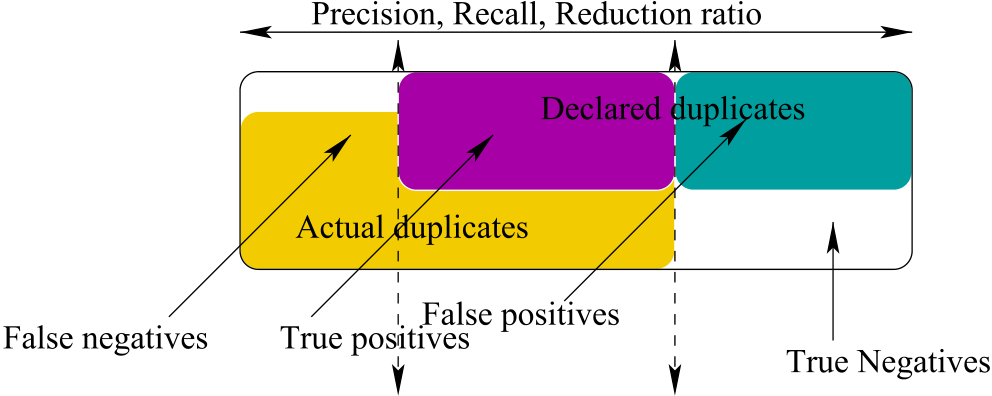 Precision, Recall, Reduction ratio
Declared duplicates
Actual duplicates
False positives
False negatives
True positives
True Negatives